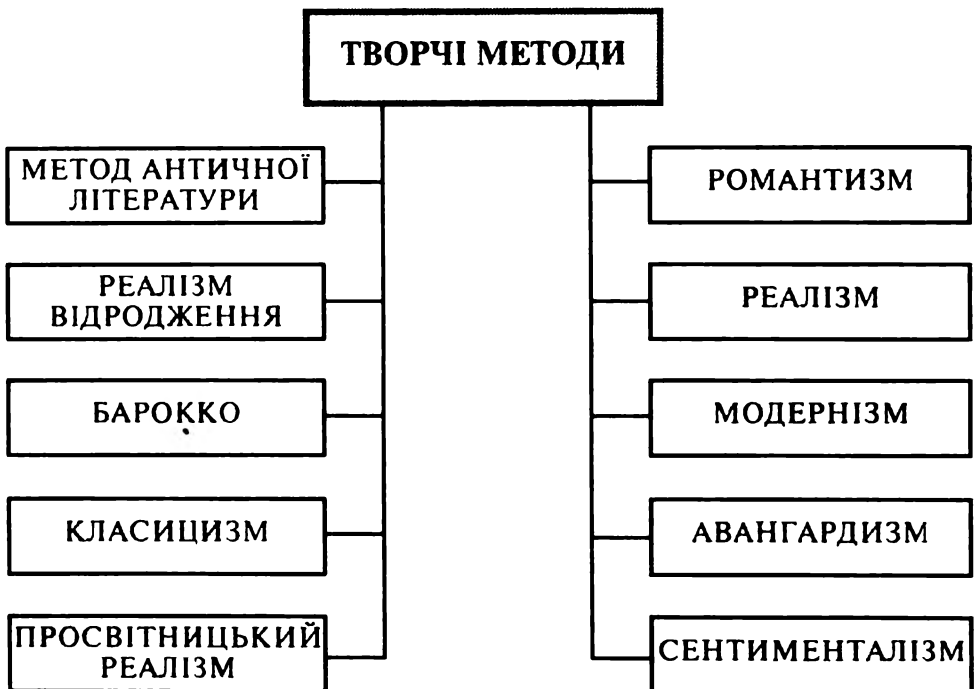 ТВОРЧІ МЕТОДИ
МЕТОД АНТИЧНОЇ
ЛІТЕРАТУРИ
РЕАЛІЗМ
ВІДРОДЖЕННЯ
БАРОККО
КЛАСИЦИЗМ
ПРОСВІТНИЦЬКИЙ
РЕАЛІЗМ
РОМАНТИЗМ
РЕАЛІЗМ
МОДЕРНІЗМ
АВАНГАРДИЗМ
СЕНТИМЕНТАЛІЗМ